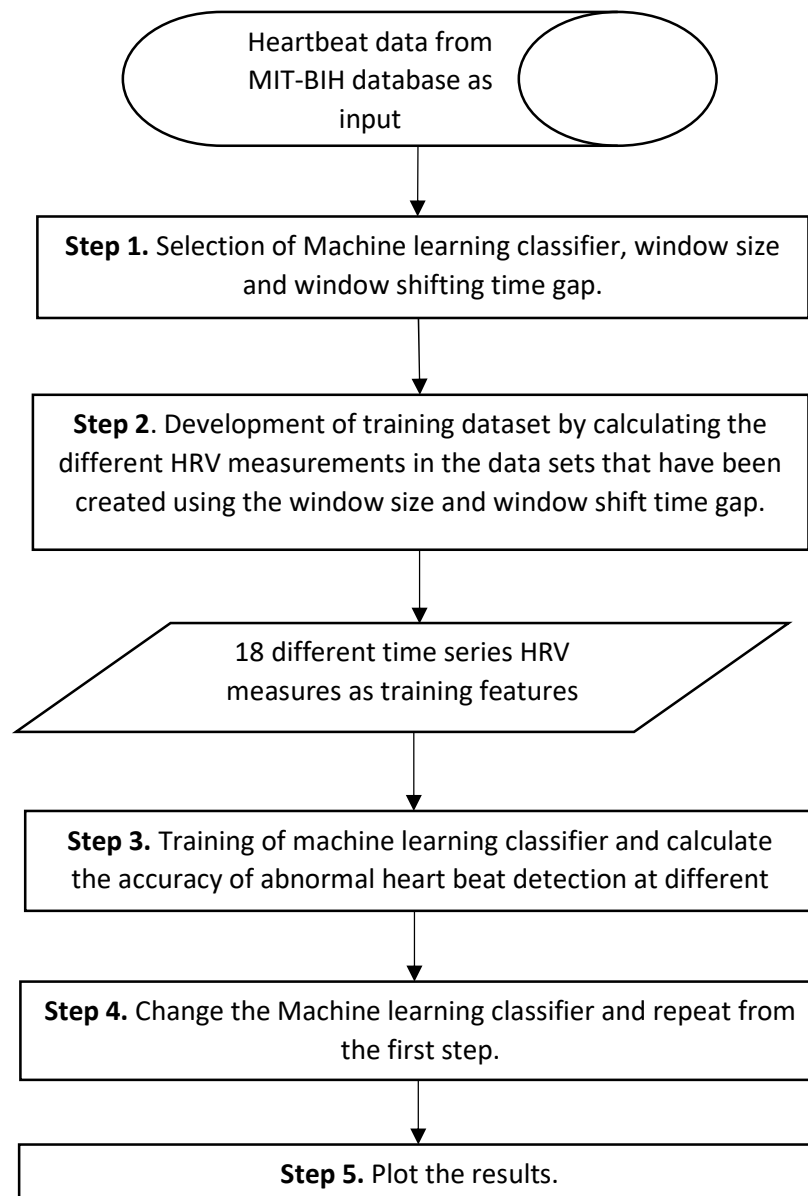 Heartbeat data from
MIT-BIH database as
input
Step 1. Selection of Machine learning classifier, window size
and window shifting time gap.
Step 2. Development of training dataset by calculating the
different HRV measurements in the data sets that have been
created using the window size and window shift time gap.
18 different time series HRV
measures as training features
Step 3. Training of machine learning classifier and calculate
the accuracy of abnormal heart beat detection at different
Step 4. Change the Machine learning classifier and repeat from
the first step.
Step 5. Plot the results.